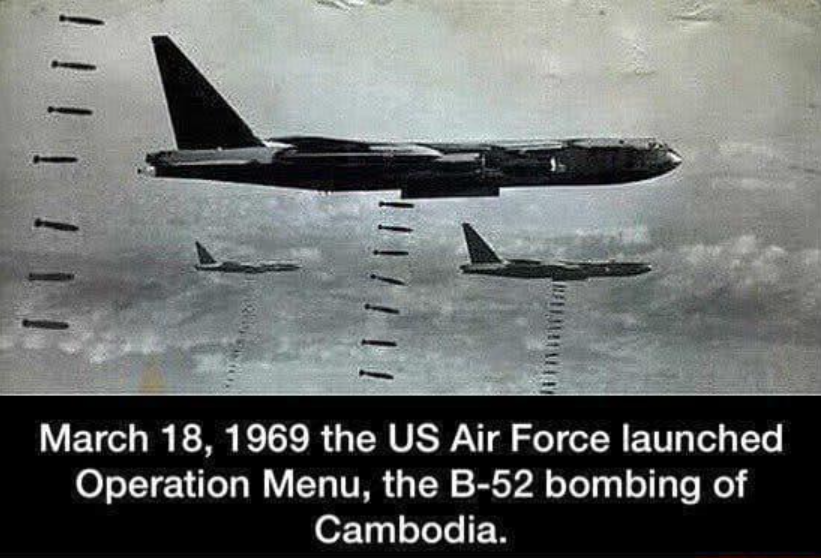 March 18, 1969 the US Air Force launched
Operation Menu, the B-52 bombing of
Cambodia.